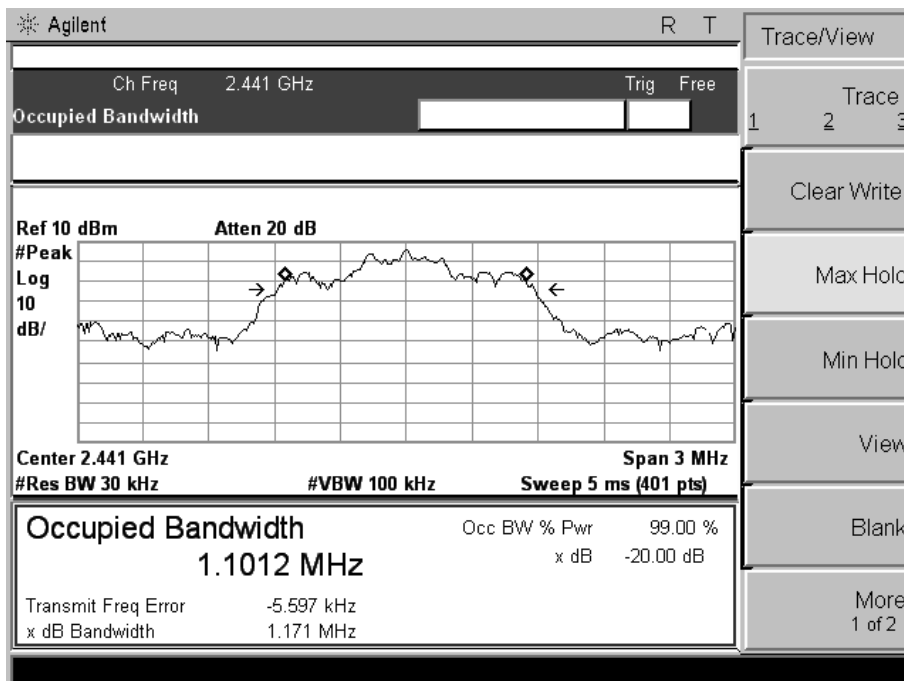 Agilent R T
Trace/View
Ch Freq 2.441 GHz Trig Free
Occupied Bandwidth
Trace
1 2 3
Clear Write
Max Hold
Min Hold
View
Blank
More
1 of 2
Ref 10 dBm Atten 20 dB
#Peak
Log
10
dB/
Center 2.441 GHz Span 3 MHz
#Res BW 30 kHz #VBW 100 kHz Sweep 5 ms (401 pts)
Occupied Bandwidth
1.1012 MHz
Occ BW % Pwr 99.00 %
x dB -20.00 dB
Transmit Freq Error -5.597 kHz
x dB Bandwidth 1.171 MHz